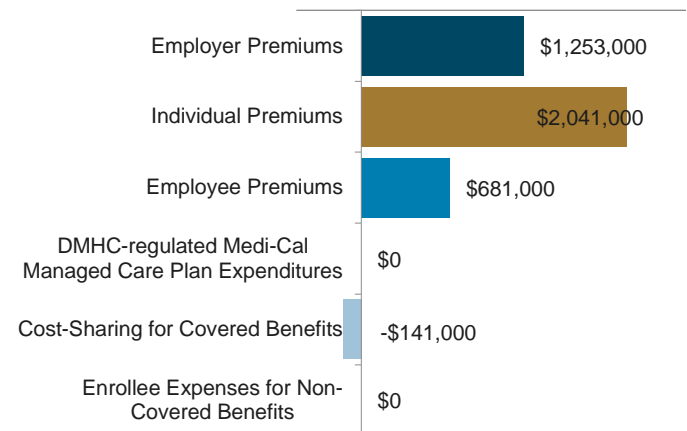 Employer Premiums
$1,253,000
Individual Premiums
$2,041,000
Employee Premiums
$681,000
DMHC-regulated Medi-Cal
Managed Care Plan Expenditures
$0
Cost-Sharing for Covered Benefits
-$141,000
Enrollee Expenses for Non-
Covered Benefits
$0